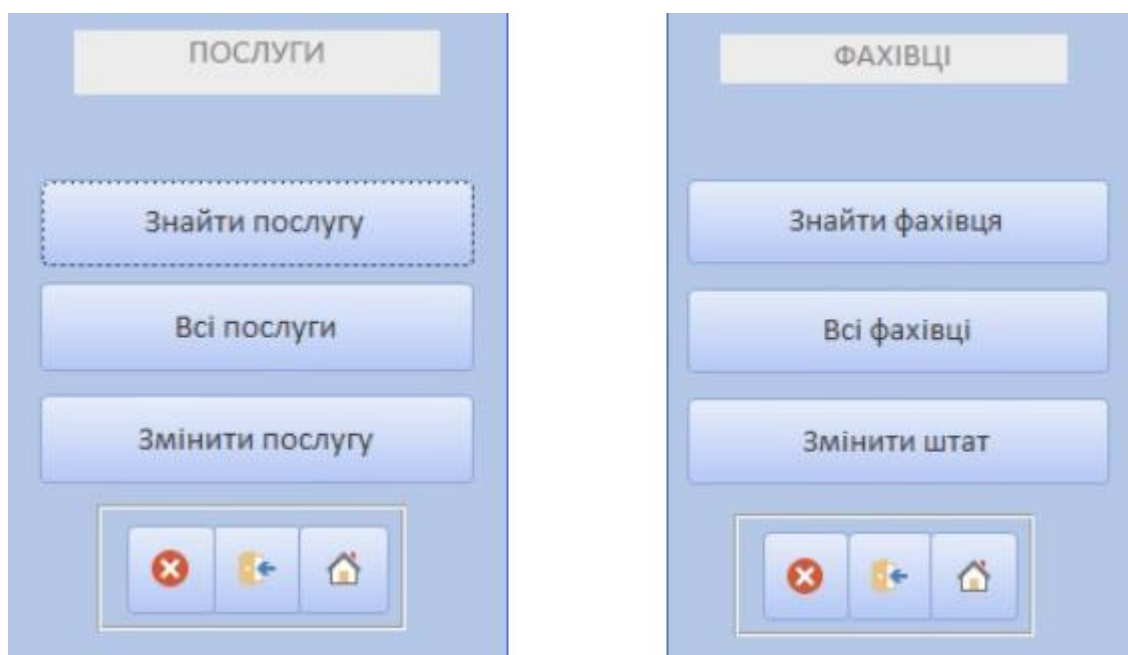 ПОСЛУГИ
Знайти послугу
Всі послуги
Змінити послугу
ФАХІВЦІ
Знайти фахівця
Всі фахівці
Змінити штат